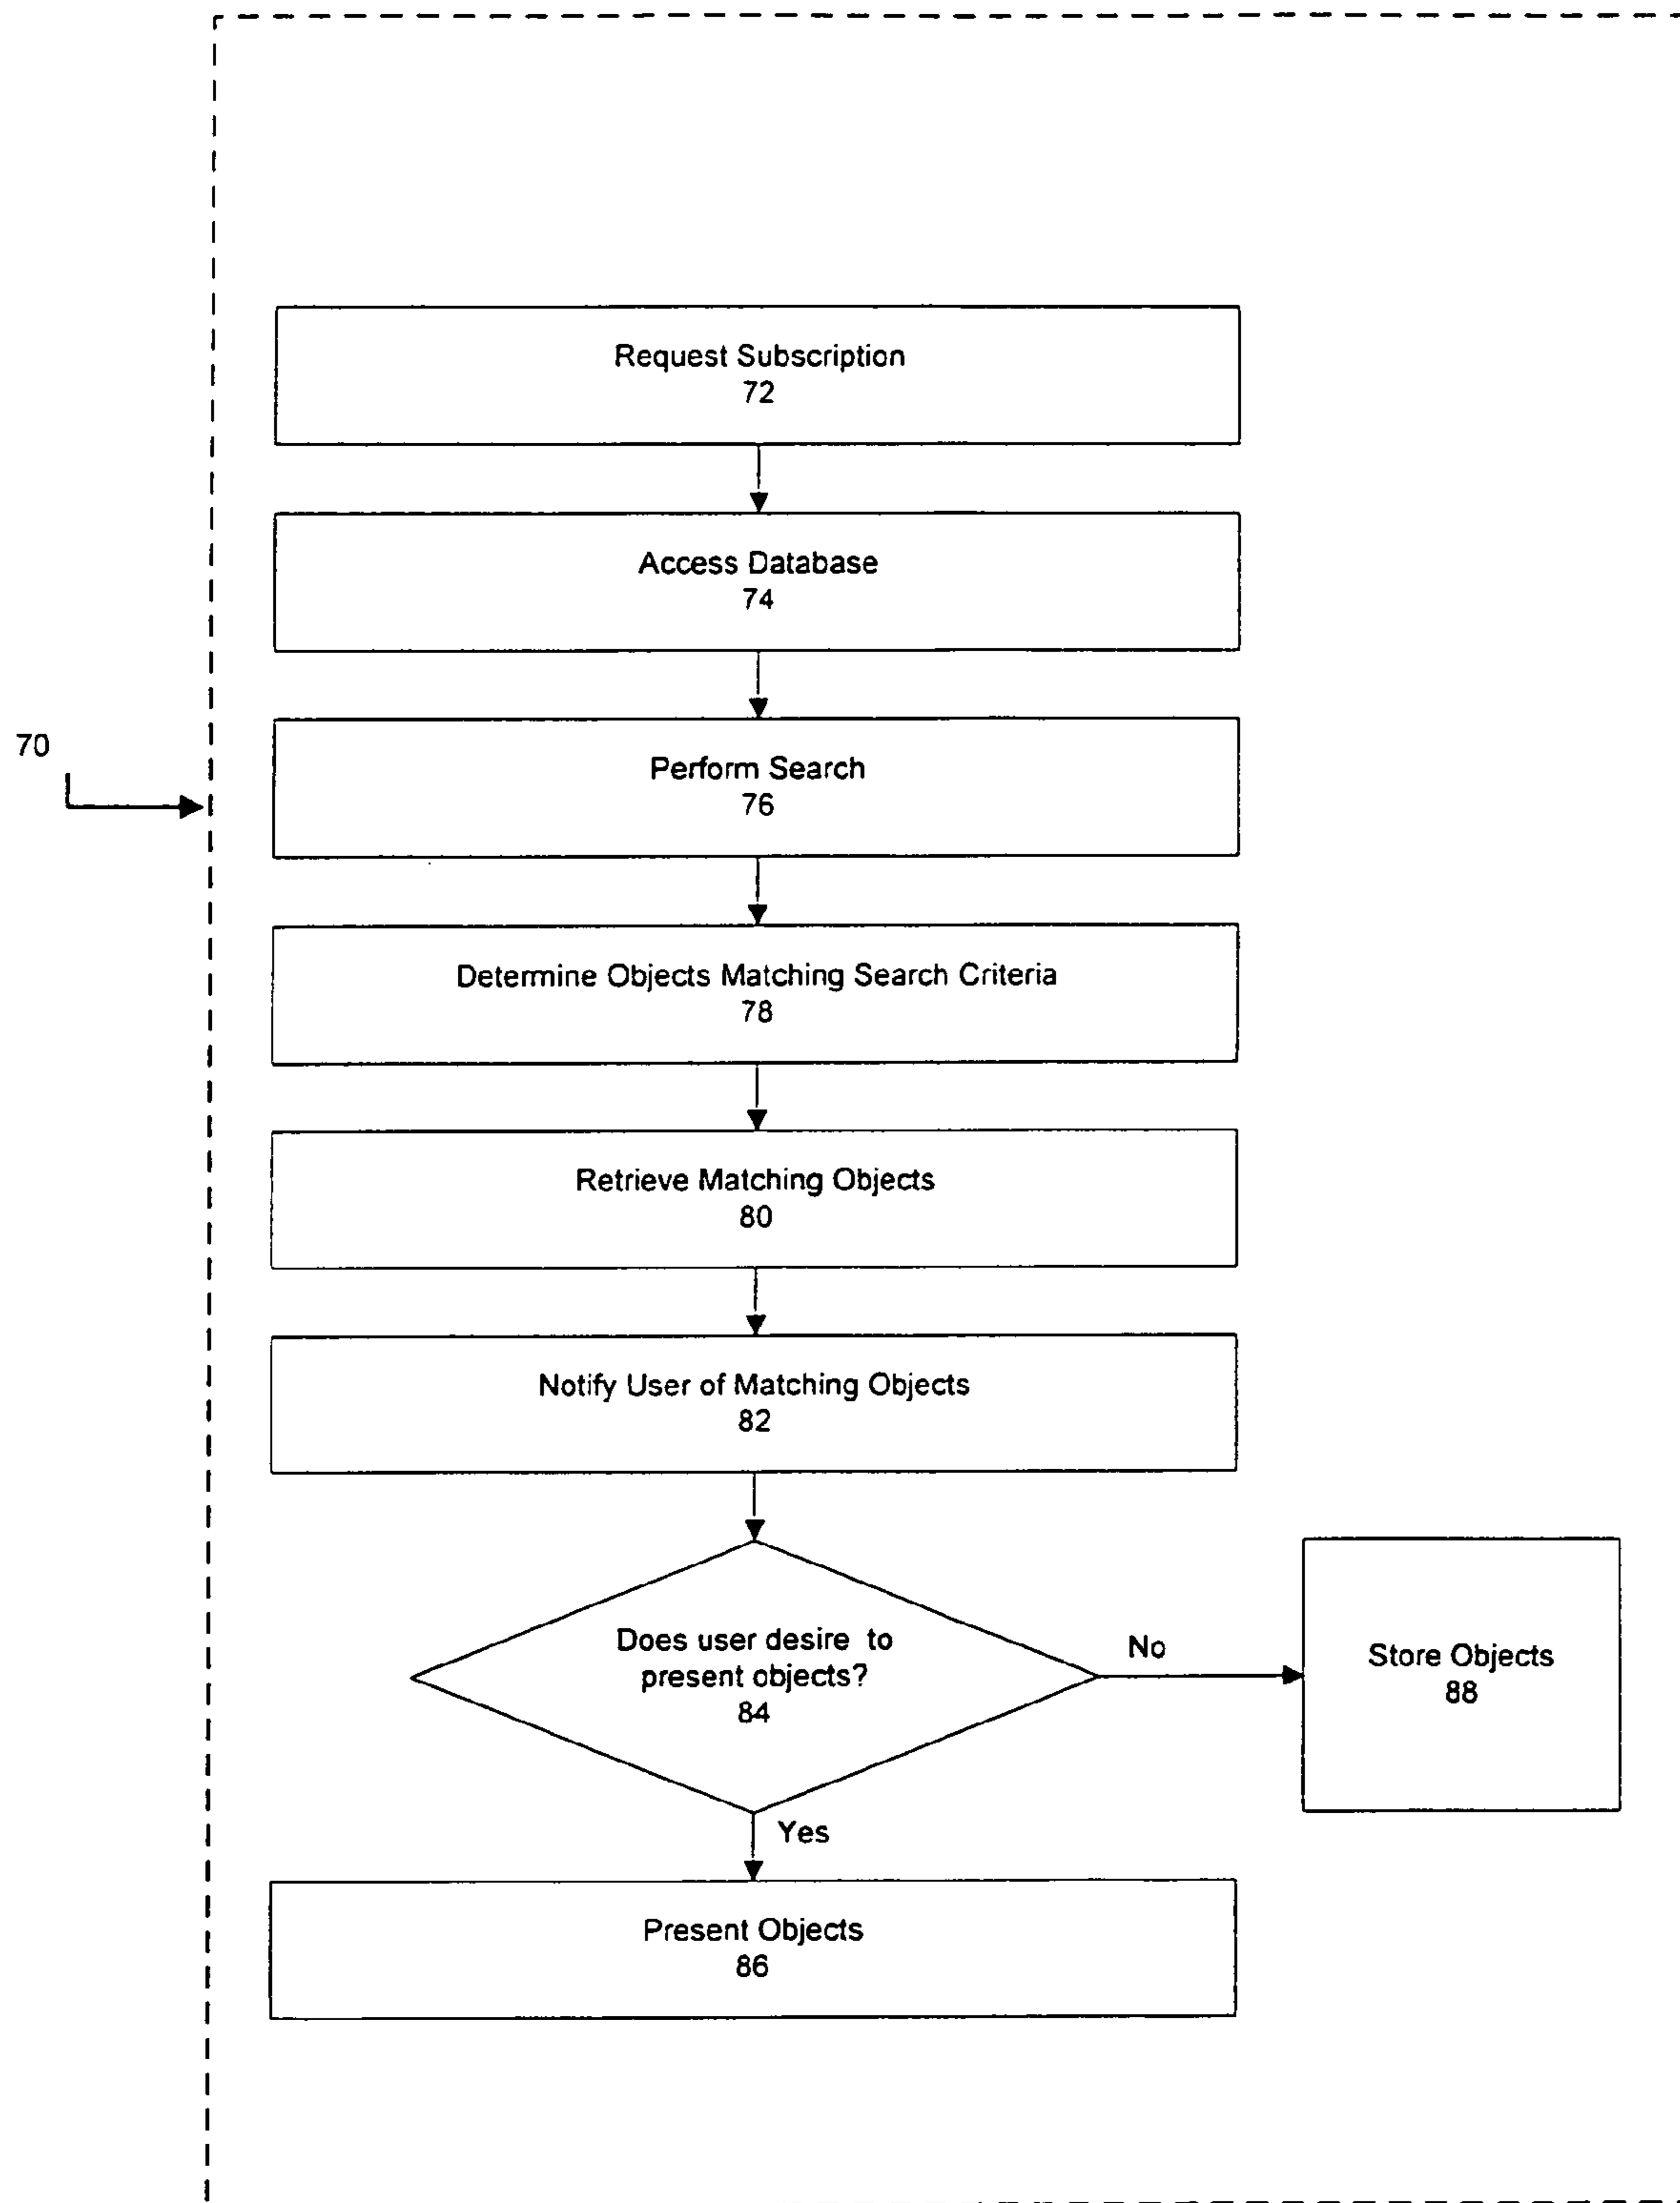 Request Subscription
72
Access Database
74
70
Perform Search
76
Determine Objects Matching Search Criteria
78
Retrieve Matching Objects
80
Notify User of Matching Objects
82
Does user desire to
present objects?
84
No
Store Objects
88
Yes
Present Objects
86